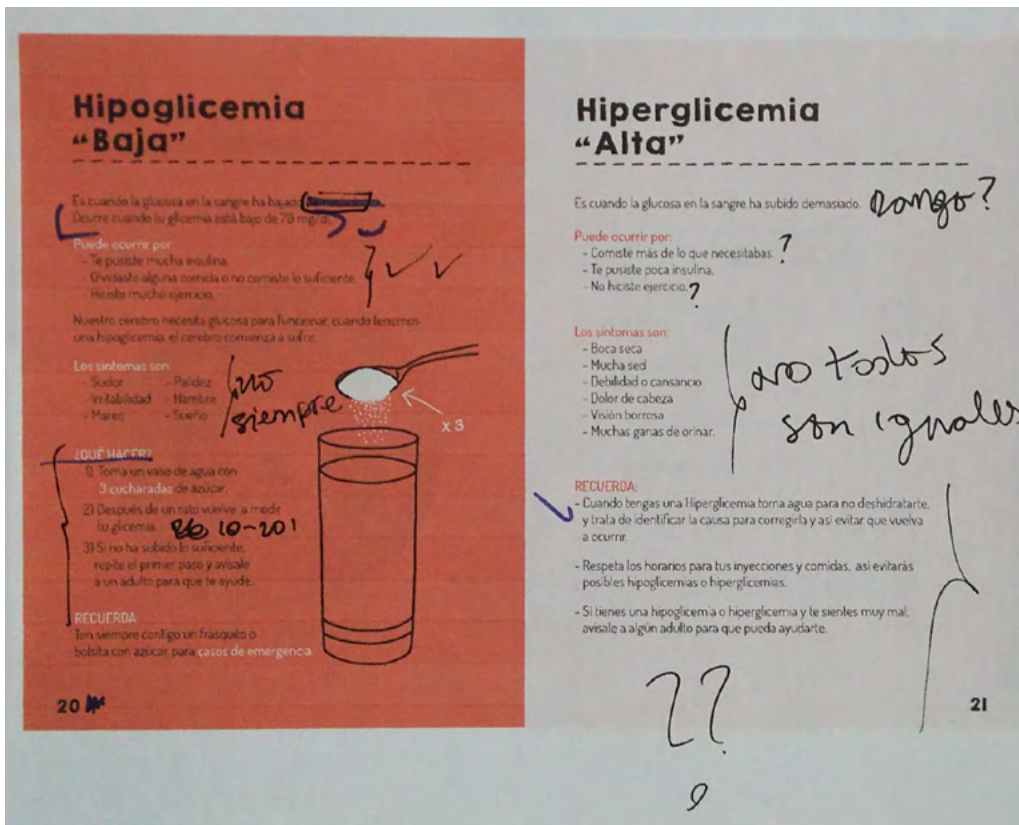 Hipoglicemia
“Baja”
Es cuando la glucosa en la sangre ha bajado
Ocurre cuando tu glicemia está bajo de 70 mg/dl.
Puede ocurrir por:
- Te pusiste mucha insulina.
- Olvidaste alguna comida o no comiste lo suficiente.
- Hiciste mucho ejercicio.
Nuestro cerebro necesita glucosa para funcionar, cuando tenemos
una hipoglicemia, el cerebro comienza a sufrir.
Los síntomas son:
- Sudor - Palidez
- Irritabilidad - Hambre
- Mareo - Sueño
no
siempre
x 3
¿QUÉ HACER?
1) Toma un vaso de agua con
3 cucharadas de azúcar.
2) Después de un rato vuelve a medir
tu glicemia. 10-20
3) Si no ha subido lo suficiente,
repite el primer paso y avísale
a un adulto para que te ayude.
RECUERDA
Ten siempre contigo un frasquito o
bolsita con azúcar para casos de emergencia.
20
Hiperglicemia
“Alta”
Es cuando la glucosa en la sangre ha subido demasiado. Rango?
Puede ocurrir por:
- Comiste más de lo que necesitabas. ?
- Te pusiste poca insulina.
- No hiciste ejercicio. ?
Los síntomas son:
- Boca seca
- Mucha sed
- Debilidad o cansancio
- Dolor de cabeza
- Visión borrosa
- Muchas ganas de orinar.
no todos
son iguales
RECUERDA:
- Cuando tengas una Hiperglicemia toma agua para no deshidratarte,
y trata de identificar la causa para corregirla y así evitar que vuelva
a ocurrir.
- Respeta los horarios para tus inyecciones y comidas, así evitarás
posibles hipoglicemias o hiperglicemias.
- Si tienes una hipoglicemia o hiperglicemia y te sientes muy mal,
avísale a algún adulto para que pueda ayudarte.
??
21